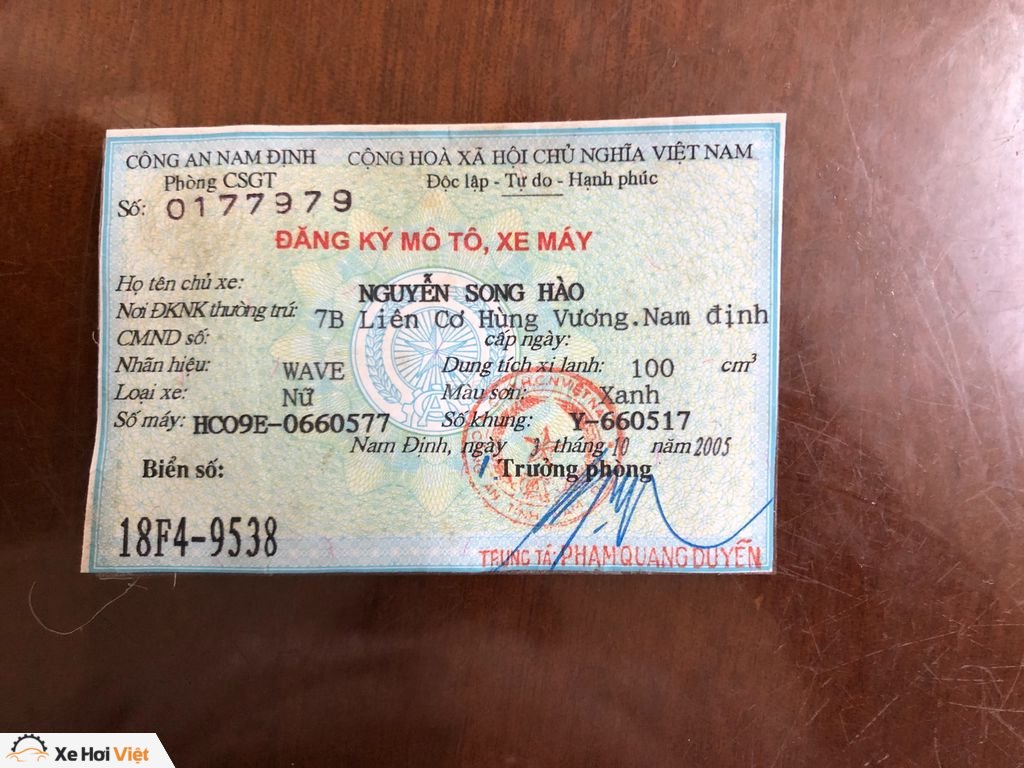 CÔNG AN NAM ĐỊNH CỘNG HOÀ XÃ HỘI CHỦ NGHĨA VIỆT NAM
Phòng CSGT Độc lập - Tự do - Hạnh phúc
Số: 0177979
ĐĂNG KÝ MÔ TÔ, XE MÁY
Họ tên chủ xe: NGUYỄN SONG HÀO
Nơi ĐKNK thường trú: 7B Liên Cơ Hùng Vương.Nam định
CMND số: cấp ngày:
Nhãn hiệu: WAVE Dung tích xi lanh: 100 cm³
Loại xe: Nữ Màu sơn: Xanh
Số máy: HC09E-0660577 Số khung: Y-660517
Nam Định, ngày tháng 10 năm 2005
Biển số: Trưởng phòng
18F4-9538
TRUNG TÁ: PHẠM QUANG DUYẾN
Xe Hơi Việt